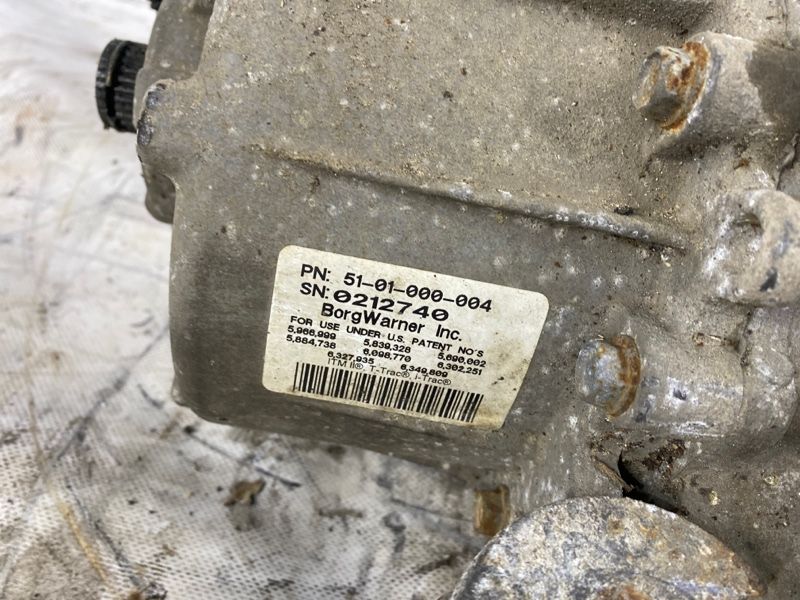 PN: 51-01-000-004
SN: 0212740
BorgWarner Inc.
FOR USE UNDER U.S. PATENT NO'S
5,966,999 5,839,328 5,690,002
5,884,738 6,098,770 6,302,251
6,327,935 6,349,809
ITM II®, T-Trac®, I-Trac®